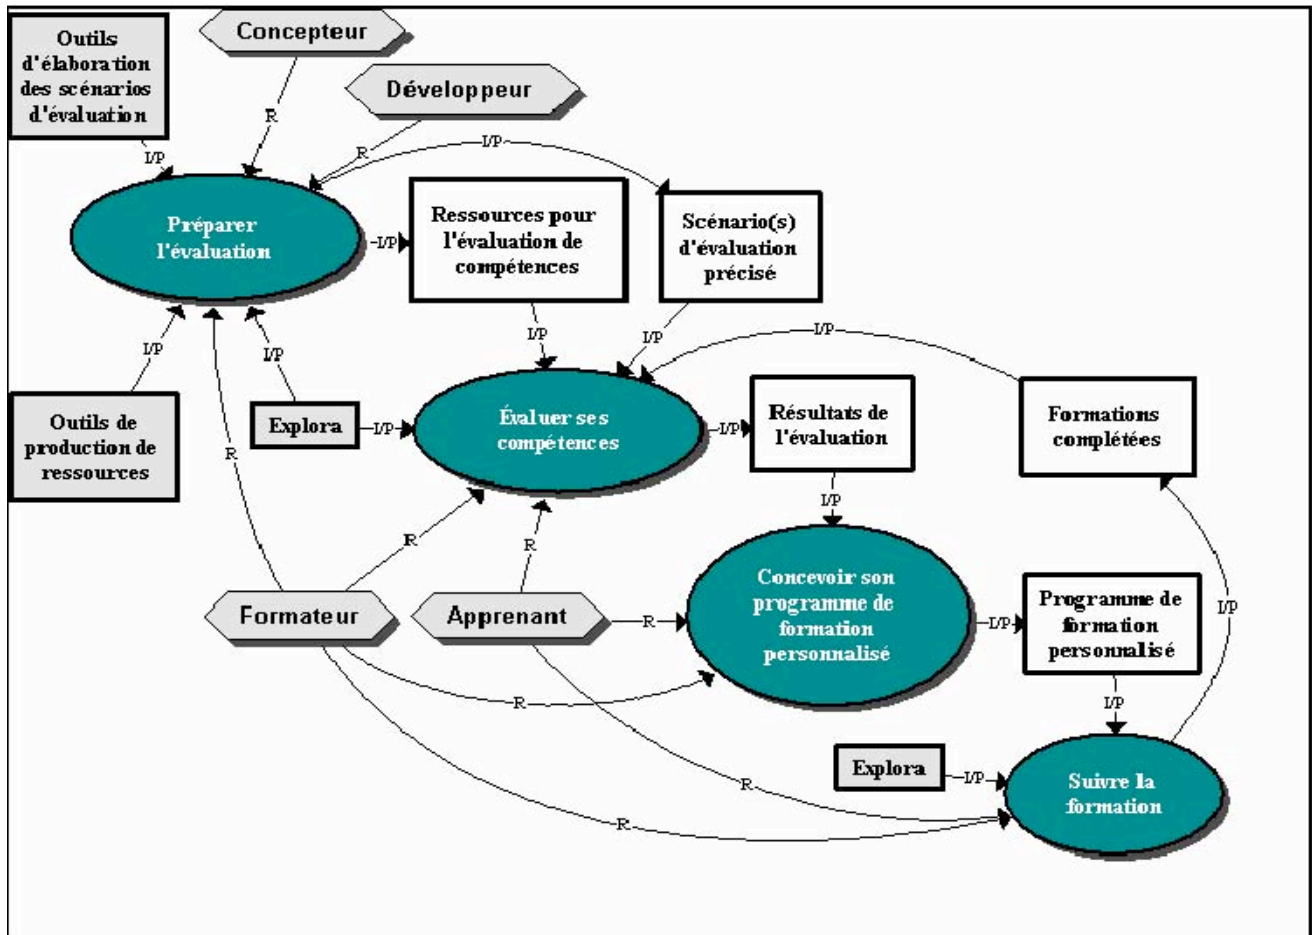 Outils
d'élaboration
des scénarios
d'évaluation
Concepteur
Développeur
R
R
I/P
I/P
Préparer
l'évaluation
I/P
Ressources pour
l'évaluation de
compétences
Scénario(s)
d'évaluation
précisé
I/P
I/P
I/P
I/P
I/P
Outils de
production de
ressources
Explora
I/P
Évaluer ses
compétences
I/P
Résultats de
l'évaluation
Formations
complétées
R
I/P
R
R
Formateur
Apprenant
R
Concevoir son
programme de
formation
personnalisé
I/P
Programme de
formation
personnalisé
I/P
R
I/P
Explora
I/P
Suivre la
formation
R
R